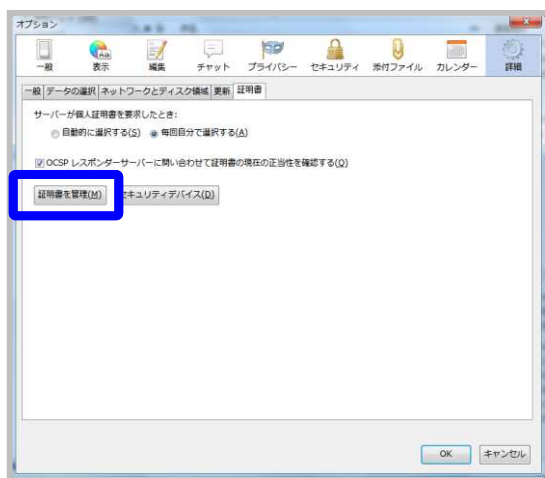 オプション
一般 表示 編集 チャット プライバシー セキュリティ 添付ファイル カレンダー 詳細
一般 データの選択 ネットワークとディスク領域 更新 証明書
サーバーが個人証明書を要求したとき:
自動的に選択する(S) 毎回自分で選択する(A)
OCSP レスポンダーサーバーに問い合わせて証明書の現在の正当性を確認する(Q)
証明書を管理(M) セキュリティデバイス(D)
OK キャンセル